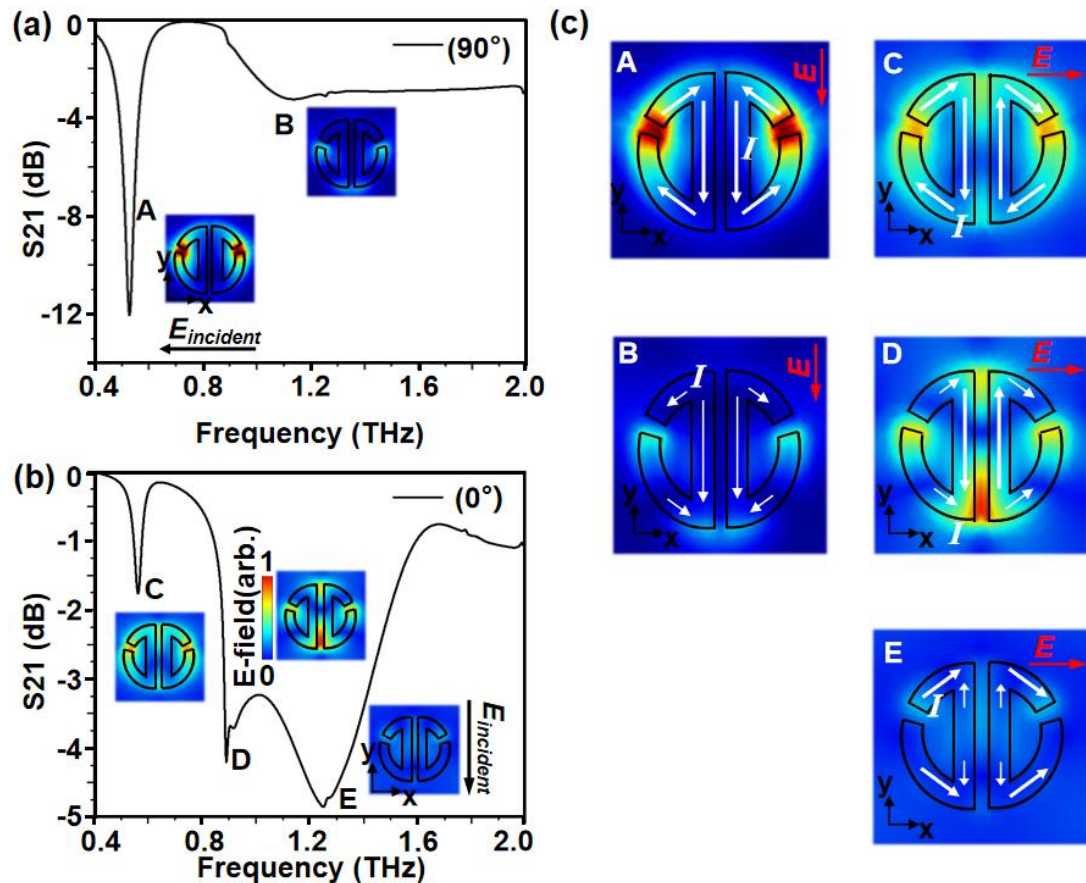 (a)
0
-4
-8
-12
S21 (dB)
(90°)
A
B
y
x
E incident
0.4 0.8 1.2 1.6 2.0
Frequency (THz)
(b)
0
-1
-2
-3
-4
-5
S21 (dB)
(0°)
C
D
E
E-field(arb.)
1
0
y
x
E incident
0.4 0.8 1.2 1.6 2.0
Frequency (THz)
(c)
A
E
I
y
x
C
E
I
y
x
B
E
I
y
x
D
E
I
y
x
E
E
I
y
x